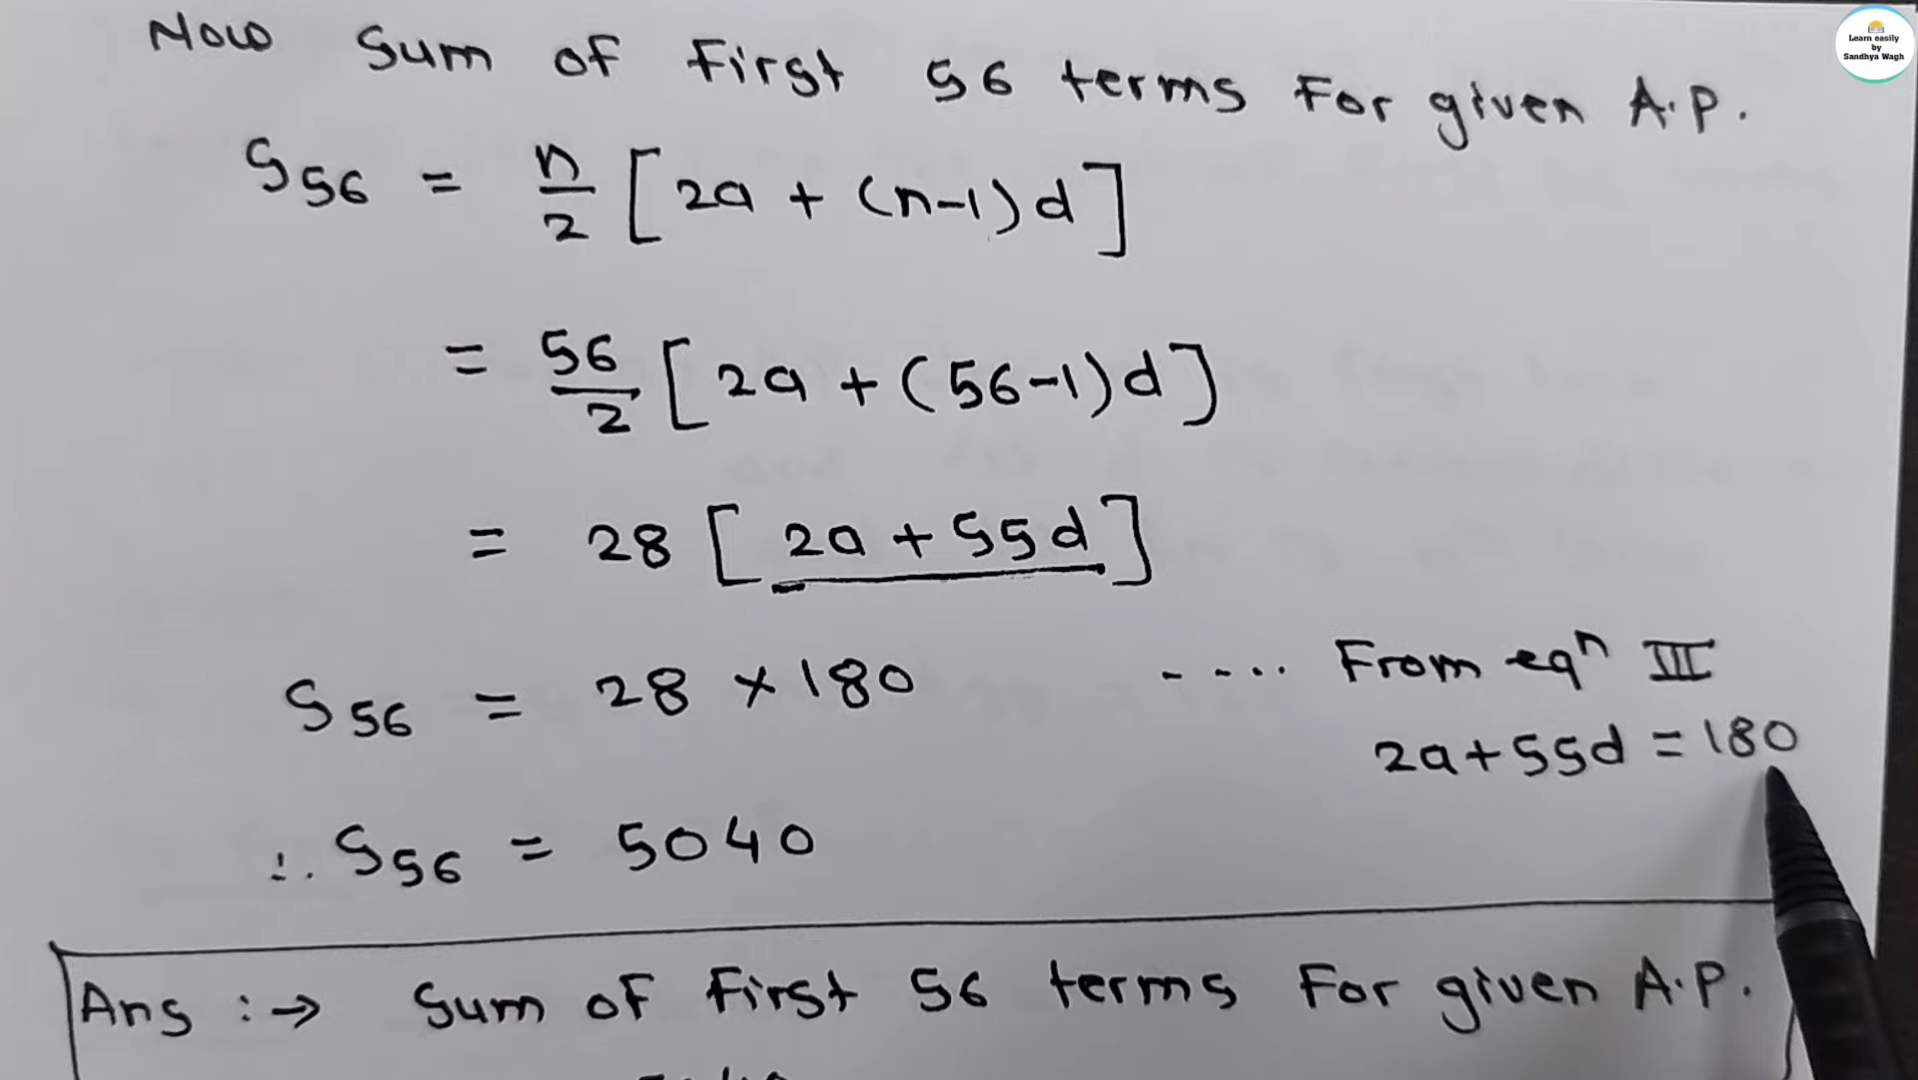 Learn easily
by
Sandhya Wagh
Now Sum of First 56 terms For given A.P.
S56 = n/2 [2a + (n-1)d]
= 56/2 [2a + (56-1)d]
= 28 [2a + 55d]
S56 = 28 × 180 .... From eqn III
2a+55d = 180
∴ S56 = 5040
Ans :→ Sum of First 56 terms For given A.P.